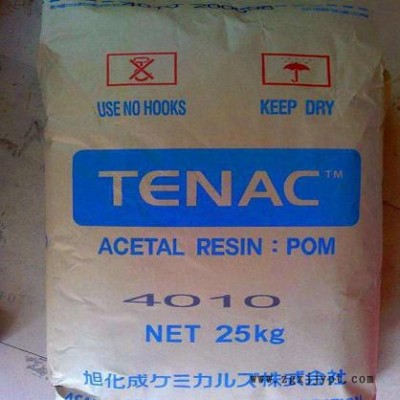 USE NO HOOKS
KEEP DRY
TENAC™
ACETAL RESIN : POM
4010
NET 25kg
旭化成ケミカルズ株式会社